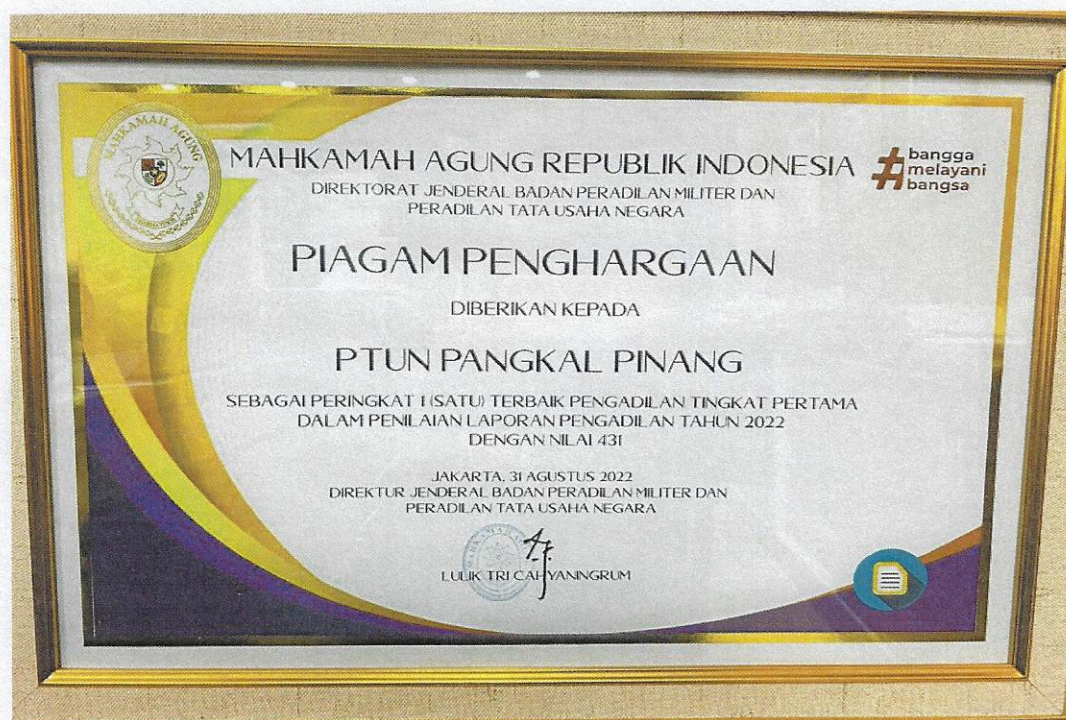 MAHKAMAH AGUNG
MAHKAMAH AGUNG REPUBLIK INDONESIA
DIREKTORAT JENDERAL BADAN PERADILAN MILITER DAN
PERADILAN TATA USAHA NEGARA
#bangga
melayani
bangsa
PIAGAM PENGHARGAAN
DIBERIKAN KEPADA
PTUN PANGKAL PINANG
SEBAGAI PERINGKAT 1 (SATU) TERBAIK PENGADILAN TINGKAT PERTAMA
DALAM PENILAIAN LAPORAN PENGADILAN TAHUN 2022
DENGAN NILAI 431
JAKARTA, 31 AGUSTUS 2022
DIREKTUR JENDERAL BADAN PERADILAN MILITER DAN
PERADILAN TATA USAHA NEGARA
LULIK TRI CAHYANINGRUM